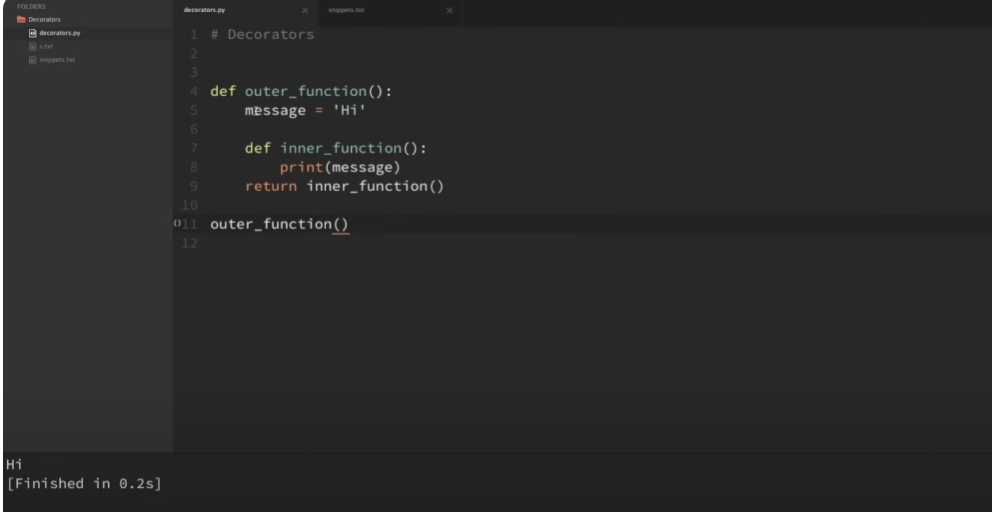 FOLDERS
Decorators
decorators.py
s.txt
snippets.txt
decorators.py
snippets.txt
1 # Decorators
2
3
4 def outer_function():
5     message = 'Hi'
6
7     def inner_function():
8         print(message)
9     return inner_function()
10
11 outer_function()
12
Hi
[Finished in 0.2s]